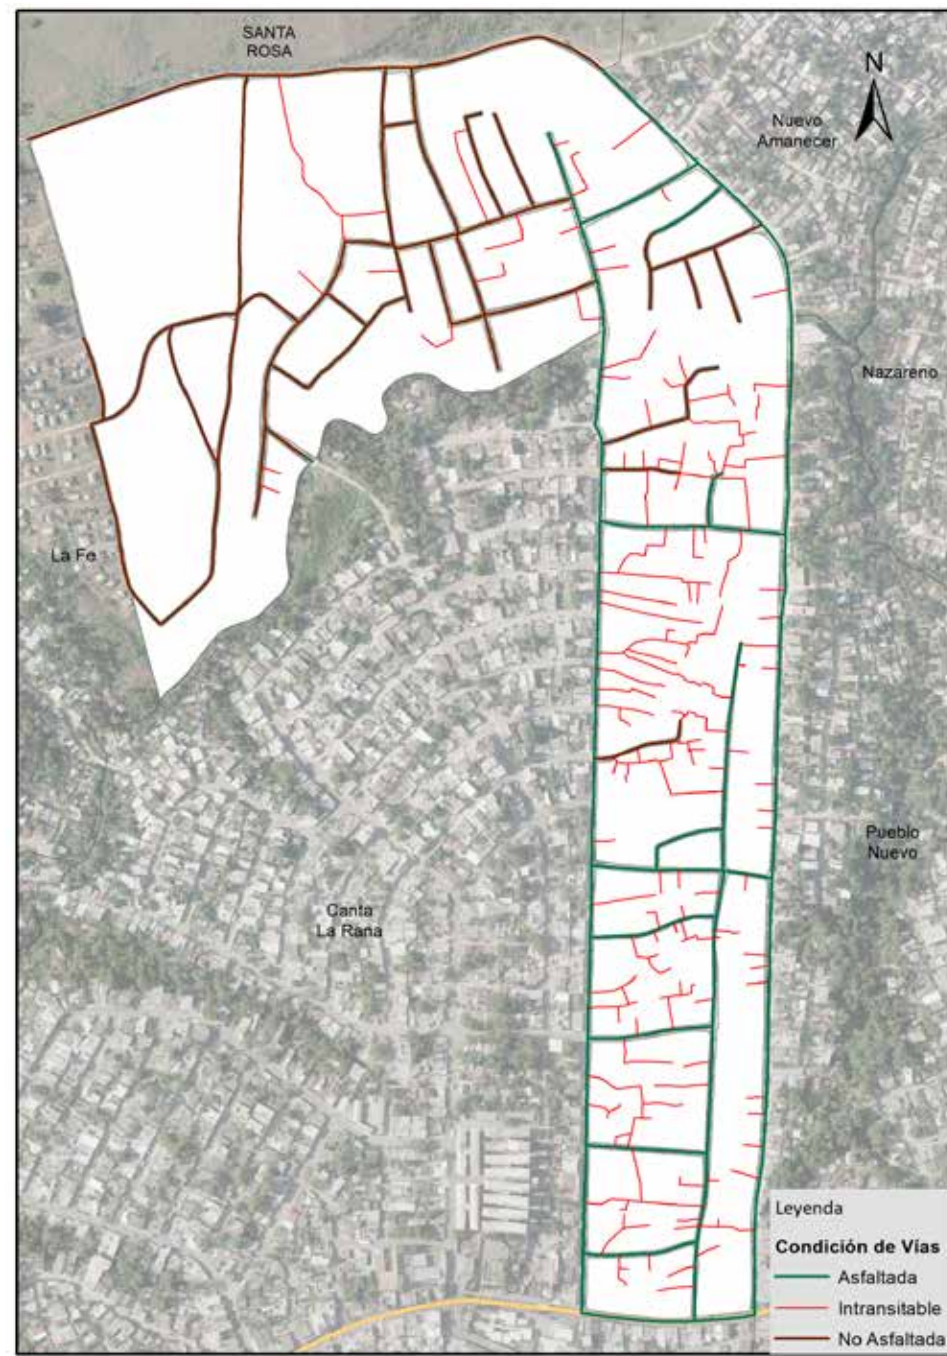 SANTA
ROSA
N
Nuevo
Amanecer
Nazareno
La Fe
Pueblo
Nuevo
Canta
La Rana
Leyenda
Condición de Vías
Asfaltada
Intransitable
No Asfaltada